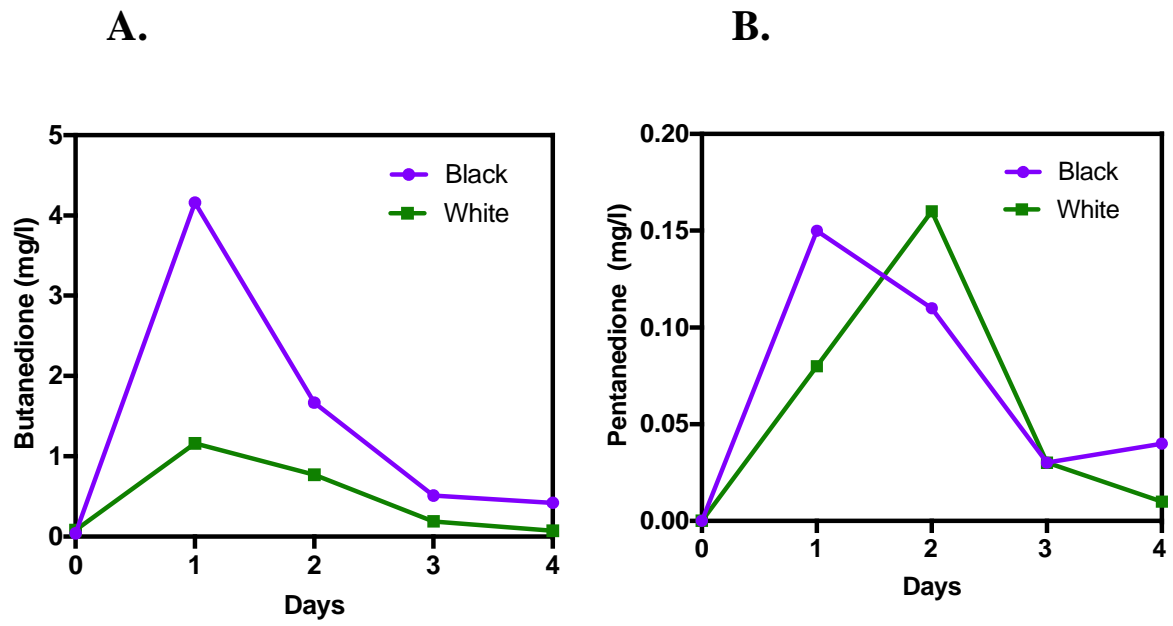 A.
Butanedione (mg/l)
5
4
3
2
1
0
Black
White
0 1 2 3 4
Days
B.
Pentanedione (mg/l)
0.20
0.15
0.10
0.05
0.00
Black
White
0 1 2 3 4
Days